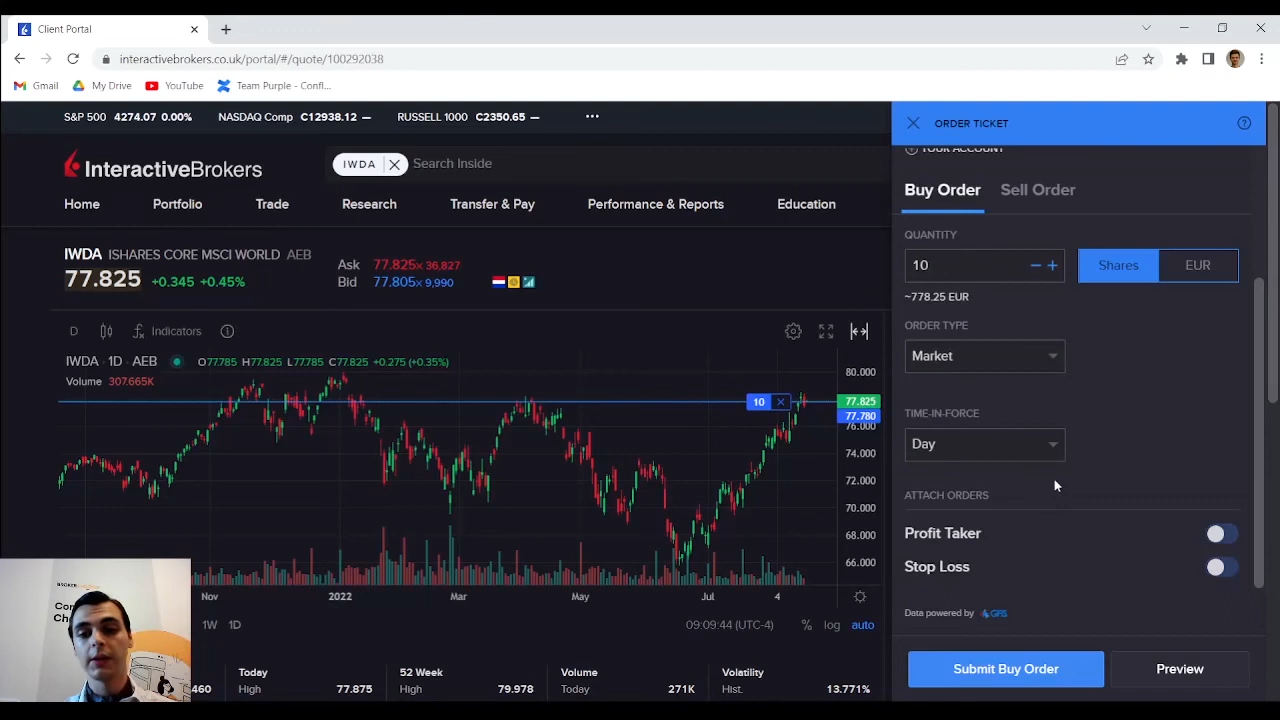 Client Portal
interactivebrokers.co.uk/portal/#/quote/100292038
Gmail My Drive YouTube Team Purple - Confl...
S&P 500 4274.07 0.00% NASDAQ Comp C12938.12 — RUSSELL 1000 C2350.65 — •••
ORDER TICKET
YOUR ACCOUNT
InteractiveBrokers
IWDA Search Inside
Home Portfolio Trade Research Transfer & Pay Performance & Reports Education
Buy Order Sell Order
IWDA ISHARES CORE MSCI WORLD AEB
77.825 +0.345 +0.45%
Ask 77.825 x 36,827
Bid 77.805 x 9,990
QUANTITY
10 − + Shares EUR
~778.25 EUR
ORDER TYPE
Market
TIME-IN-FORCE
Day
ATTACH ORDERS
Profit Taker
Stop Loss
Data powered by GFIS
Submit Buy Order Preview
D Indicators
IWDA · 1D · AEB O77.785 H77.825 L77.785 C77.825 +0.275 (+0.35%)
Volume 307.665K
80.000
10 77.825
77.780
76.000
74.000
72.000
70.000
68.000
66.000
Nov 2022 Mar May Jul 4
1W 1D 09:09:44 (UTC-4) % log auto
Today 52 Week Volume Volatility
460 High 77.875 High 79.978 Today 271K Hist. 13.771%